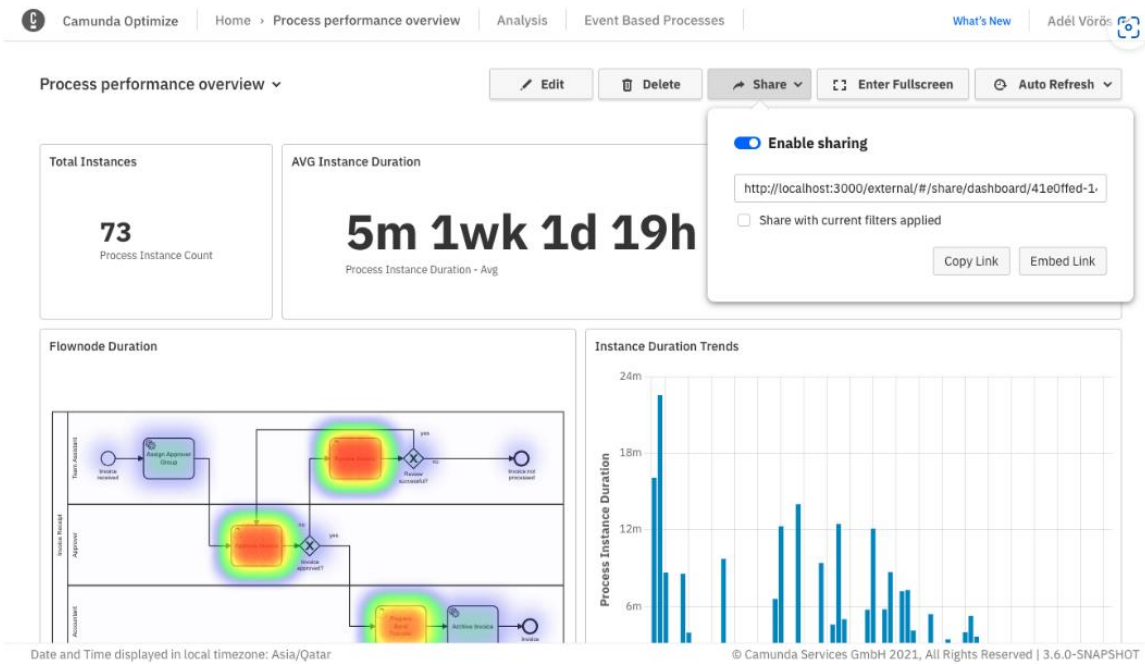 Camunda Optimize
Home › Process performance overview
Analysis
Event Based Processes
What's New
Adél Vörös
Process performance overview
Edit
Delete
Share
Enter Fullscreen
Auto Refresh
Enable sharing
http://localhost:3000/external/#/share/dashboard/41e0ffed-1
Share with current filters applied
Copy Link
Embed Link
Total Instances
73
Process Instance Count
AVG Instance Duration
5m 1wk 1d 19h
Process Instance Duration - Avg
Flownode Duration
Invoice Receipt
Team Assistant
Invoice
received
Assign Approver
Group
yes
no
Review
successful?
Invoice not
processed
Approver
no
yes
Invoice
approved?
Accountant
Prepare
Bank
Transfer
Archive Invoice
Invoice
Instance Duration Trends
Process Instance Duration
24m
18m
12m
6m
Date and Time displayed in local timezone: Asia/Qatar
© Camunda Services GmbH 2021, All Rights Reserved | 3.6.0-SNAPSHOT